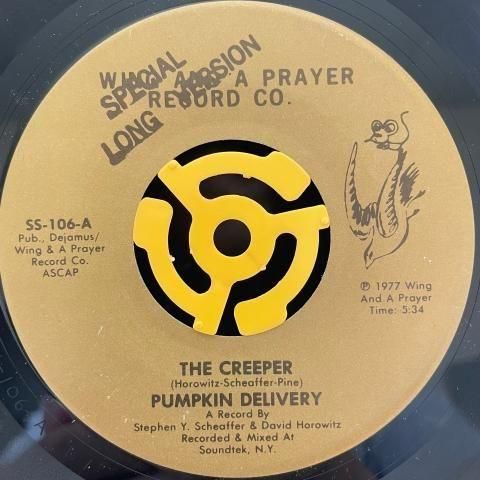 WING AND A PRAYER
RECORD CO.
SPECIAL
LONG VERSION
SS-106-A
Pub., Dejamus/
Wing & A Prayer
Record Co.
ASCAP
℗ 1977 Wing
And A Prayer
Time: 5:34
THE CREEPER
(Horowitz-Scheaffer-Pine)
PUMPKIN DELIVERY
A Record By
Stephen Y. Scheaffer & David Horowitz
Recorded & Mixed At
Soundtek, N.Y.